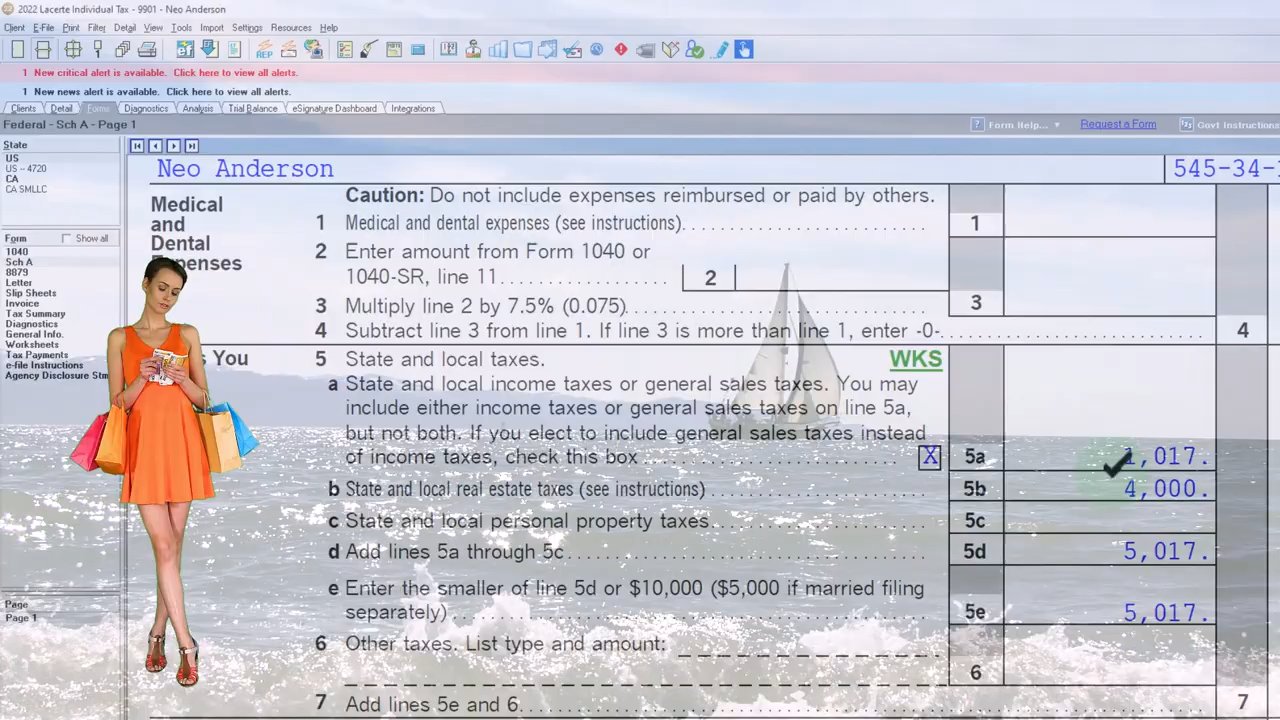 2022 Lacerte Individual Tax - 9901 - Neo Anderson
Client E-File Print Filter Detail View Tools Import Settings Resources Help
1 New critical alert is available. Click here to view all alerts.
1 New news alert is available. Click here to view all alerts.
Clients Detail Forms Diagnostics Analysis Trial Balance eSignature Dashboard Integrations
Federal - Sch A - Page 1
? Form Help... Request a Form Govt Instructions
State
US
US -- 4720
CA
CA SMLLC
Form Show all
1040
Sch A
8879
Letter
Slip Sheets
Invoice
Tax Summary
Diagnostics
General Info.
Worksheets
Tax Payments
e-file Instructions
Agency Disclosure Stm
Page
Page 1
Neo Anderson 545-34-
Medical
and
Dental
Expenses
Caution: Do not include expenses reimbursed or paid by others.
1 Medical and dental expenses (see instructions) 1
2 Enter amount from Form 1040 or
1040-SR, line 11 2
3 Multiply line 2 by 7.5% (0.075) 3
4 Subtract line 3 from line 1. If line 3 is more than line 1, enter -0- 4
You
5 State and local taxes. WKS
a State and local income taxes or general sales taxes. You may
include either income taxes or general sales taxes on line 5a,
but not both. If you elect to include general sales taxes instead
of income taxes, check this box X 5a 1,017.
b State and local real estate taxes (see instructions) 5b 4,000.
c State and local personal property taxes 5c
d Add lines 5a through 5c 5d 5,017.
e Enter the smaller of line 5d or $10,000 ($5,000 if married filing
separately) 5e 5,017.
6 Other taxes. List type and amount:
6
7 Add lines 5e and 6 7